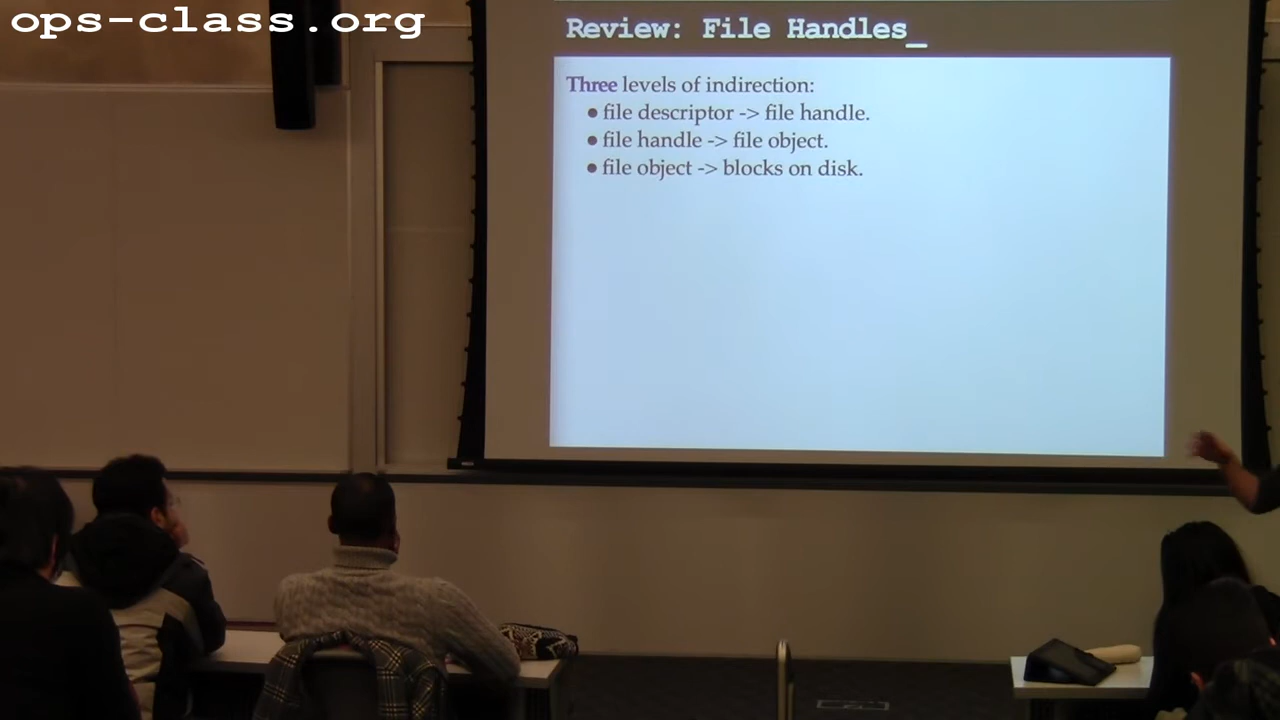 ops-class.org
Review: File Handles_
Three levels of indirection:
● file descriptor -> file handle.
● file handle -> file object.
● file object -> blocks on disk.